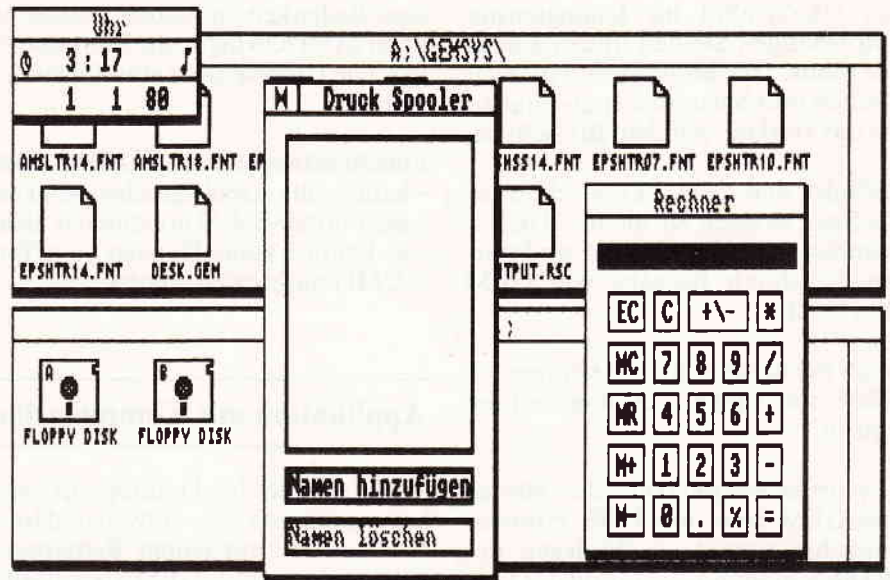 Uhr
3:17
1 1 80
A:\GEMSYS\
AMSLTR14.FNT AMSLTR18.FNT EP
HSS14.FNT EPSHTR07.FNT EPSHTR10.FNT
EPSHTR14.FNT DESK.GEM
TPUT.RSC
Druck Spooler
Namen hinzufügen
Namen löschen
Rechner
EC C +\- *
MC 7 8 9 /
MR 4 5 6 +
M+ 1 2 3 -
M- 0 . % =
A B
FLOPPY DISK FLOPPY DISK